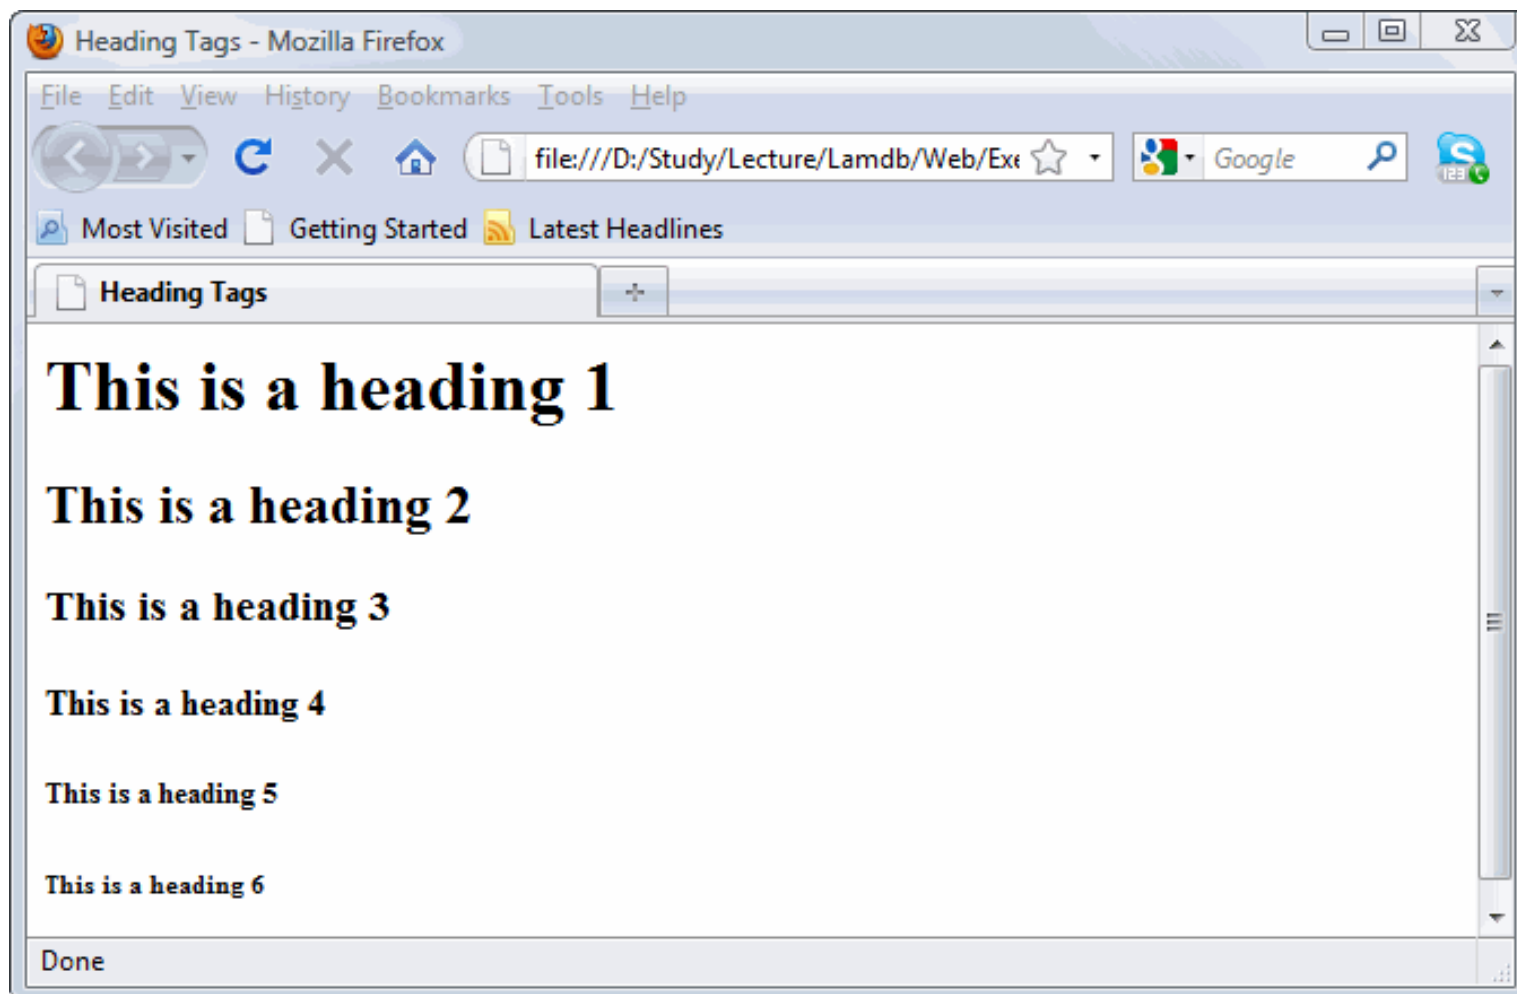 Heading Tags - Mozilla Firefox
File Edit View History Bookmarks Tools Help
file:///D:/Study/Lecture/Lamdb/Web/Exe
Google
123
Most Visited Getting Started Latest Headlines
Heading Tags
This is a heading 1
This is a heading 2
This is a heading 3
This is a heading 4
This is a heading 5
This is a heading 6
Done